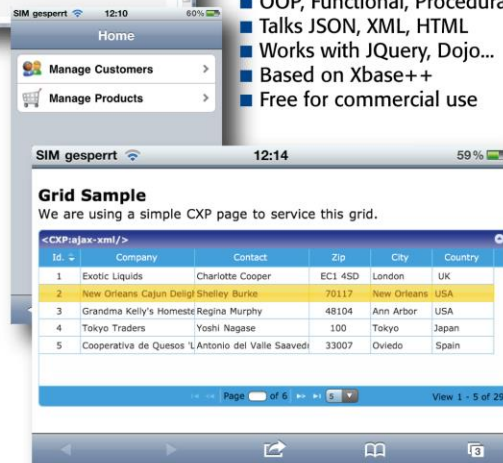 SIM gesperrt 12:10 60%
Home
Manage Customers
Manage Products
■ OOP, Functional, Procedura
■ Talks JSON, XML, HTML
■ Works with JQuery, Dojo...
■ Based on Xbase++
■ Free for commercial use
SIM gesperrt 12:14 59%
Grid Sample
We are using a simple CXP page to service this grid.
<CXP:ajax-xml/>
Id. Company Contact Zip City Country
1 Exotic Liquids Charlotte Cooper EC1 4SD London UK
2 New Orleans Cajun Deligl Shelley Burke 70117 New Orleans USA
3 Grandma Kelly's Homeste Regina Murphy 48104 Ann Arbor USA
4 Tokyo Traders Yoshi Nagase 100 Tokyo Japan
5 Cooperativa de Quesos 'L Antonio del Valle Saavedr 33007 Oviedo Spain
Page of 6 5 View 1 - 5 of 29
3